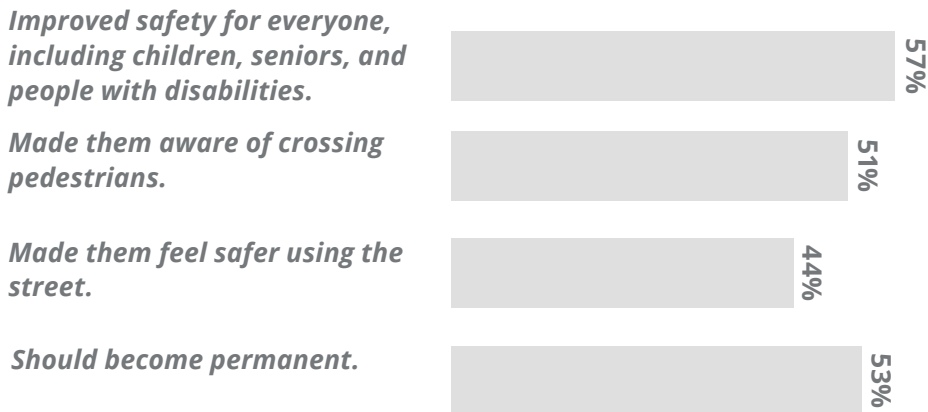 Improved safety for everyone,
including children, seniors, and
people with disabilities.
57%
Made them aware of crossing
pedestrians.
51%
Made them feel safer using the
street.
44%
Should become permanent.
53%